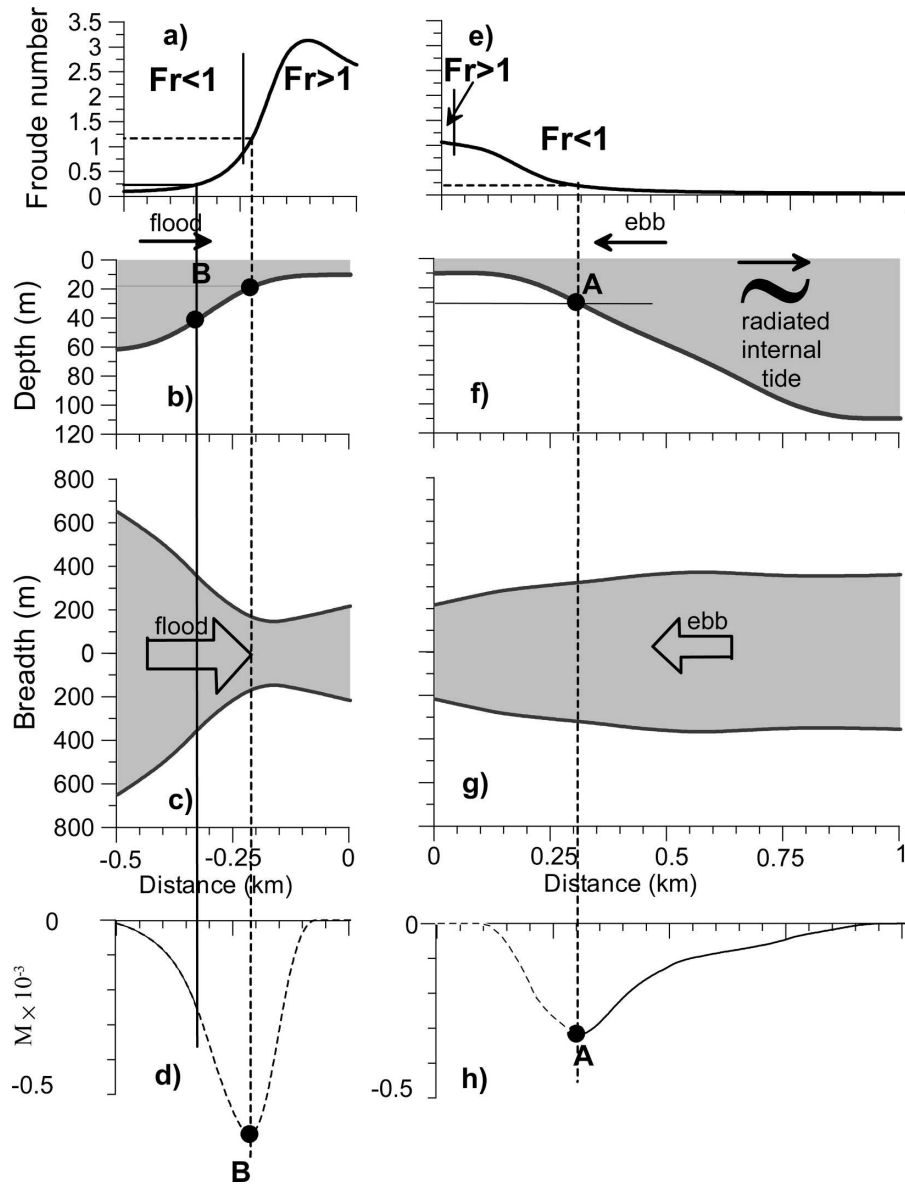 Froude number
3.5
3
2.5
2
1.5
1
0.5
0
a)
Fr<1
Fr>1
e)
Fr>1
Fr<1
flood
ebb
Depth (m)
0
20
40
60
80
100
120
B
b)
A
f)
radiated
internal
tide
Breadth (m)
800
600
400
200
0
200
400
600
800
flood
c)
ebb
g)
-0.5
-0.25
0
Distance (km)
0
0.25
0.5
0.75
1
Distance (km)
M × 10⁻³
0
-0.5
d)
B
0
-0.5
h)
A